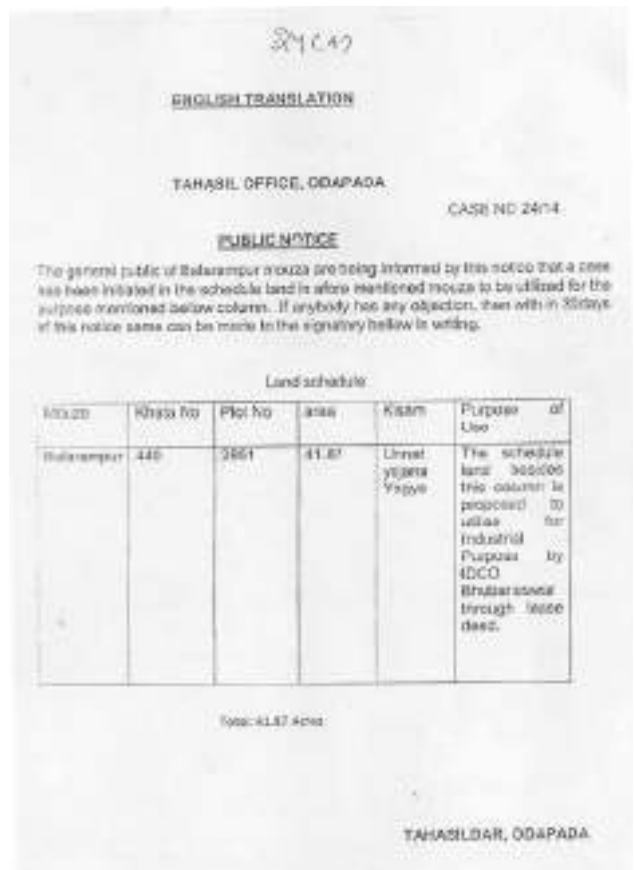 ENGLISH TRANSLATION
TAHASIL OFFICE, ODAPADA
CASE NO 24/14
PUBLIC NOTICE
The general public of Balarampur mouza are being informed by this notice that a case
has been initiated in the schedule land in afore mentioned mouza to be utilized for the
purpose mentioned bellow column. If anybody has any objection, then with in 30days
of this notice same can be made to the signatory bellow in writing.
Land schedule
Mouza Khata No Plot No area Kisam Purpose of
Use
Balarampur 440 41.87 Unnat The schedule
yojana land besides
Yogya this column is
proposed to
utilise for
Industrial
Purpose by
IDCO
Bhubaneswar
through lease
deed.
Total: 41.87 Acres
TAHASILDAR, ODAPADA